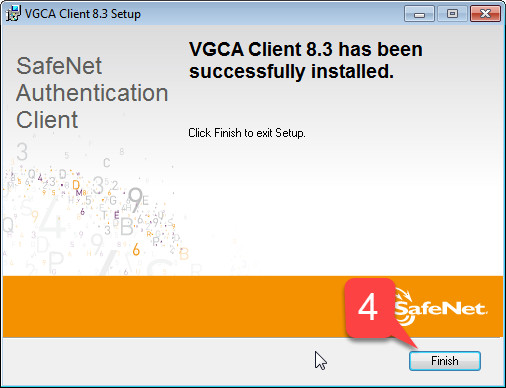 VGCA Client 8.3 Setup
SafeNet
Authentication
Client
VGCA Client 8.3 has been
successfully installed.
Click Finish to exit Setup.
4
SafeNet.
Finish